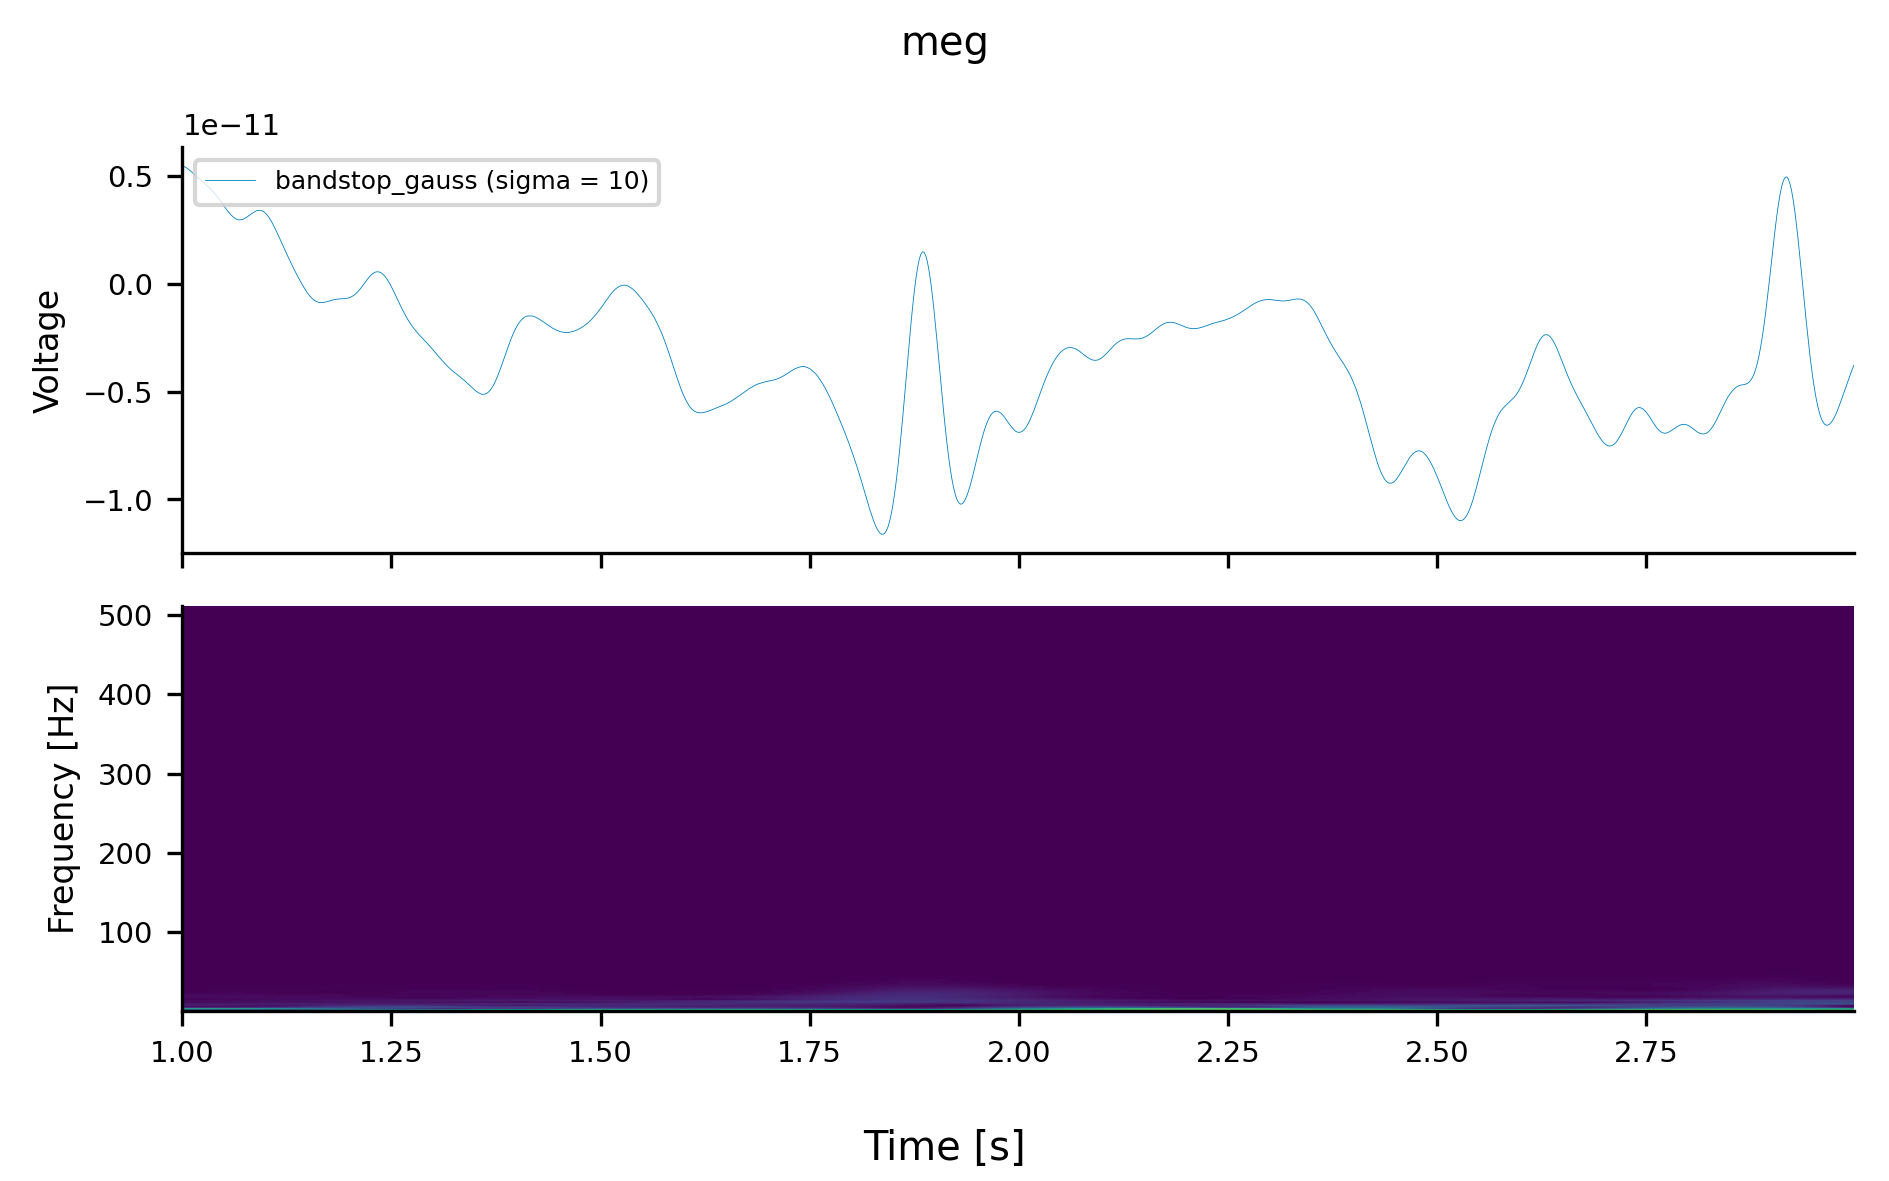 meg
1e−11
bandstop_gauss (sigma = 10)
0.5
0.0
−0.5
−1.0
Voltage
500
400
300
200
100
Frequency [Hz]
1.00 1.25 1.50 1.75 2.00 2.25 2.50 2.75
Time [s]